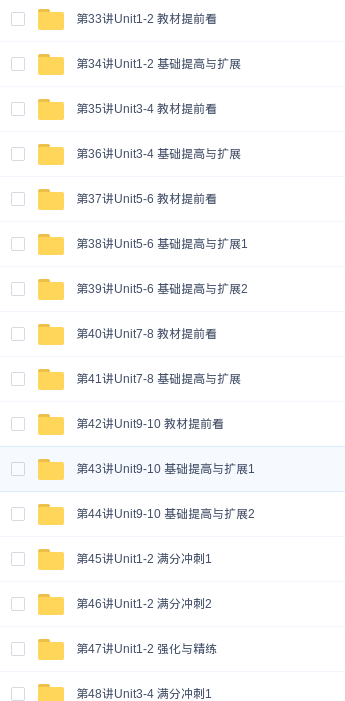 第33讲Unit1-2 教材提前看
第34讲Unit1-2 基础提高与扩展
第35讲Unit3-4 教材提前看
第36讲Unit3-4 基础提高与扩展
第37讲Unit5-6 教材提前看
第38讲Unit5-6 基础提高与扩展1
第39讲Unit5-6 基础提高与扩展2
第40讲Unit7-8 教材提前看
第41讲Unit7-8 基础提高与扩展
第42讲Unit9-10 教材提前看
第43讲Unit9-10 基础提高与扩展1
第44讲Unit9-10 基础提高与扩展2
第45讲Unit1-2 满分冲刺1
第46讲Unit1-2 满分冲刺2
第47讲Unit1-2 强化与精练
第48讲Unit3-4 满分冲刺1